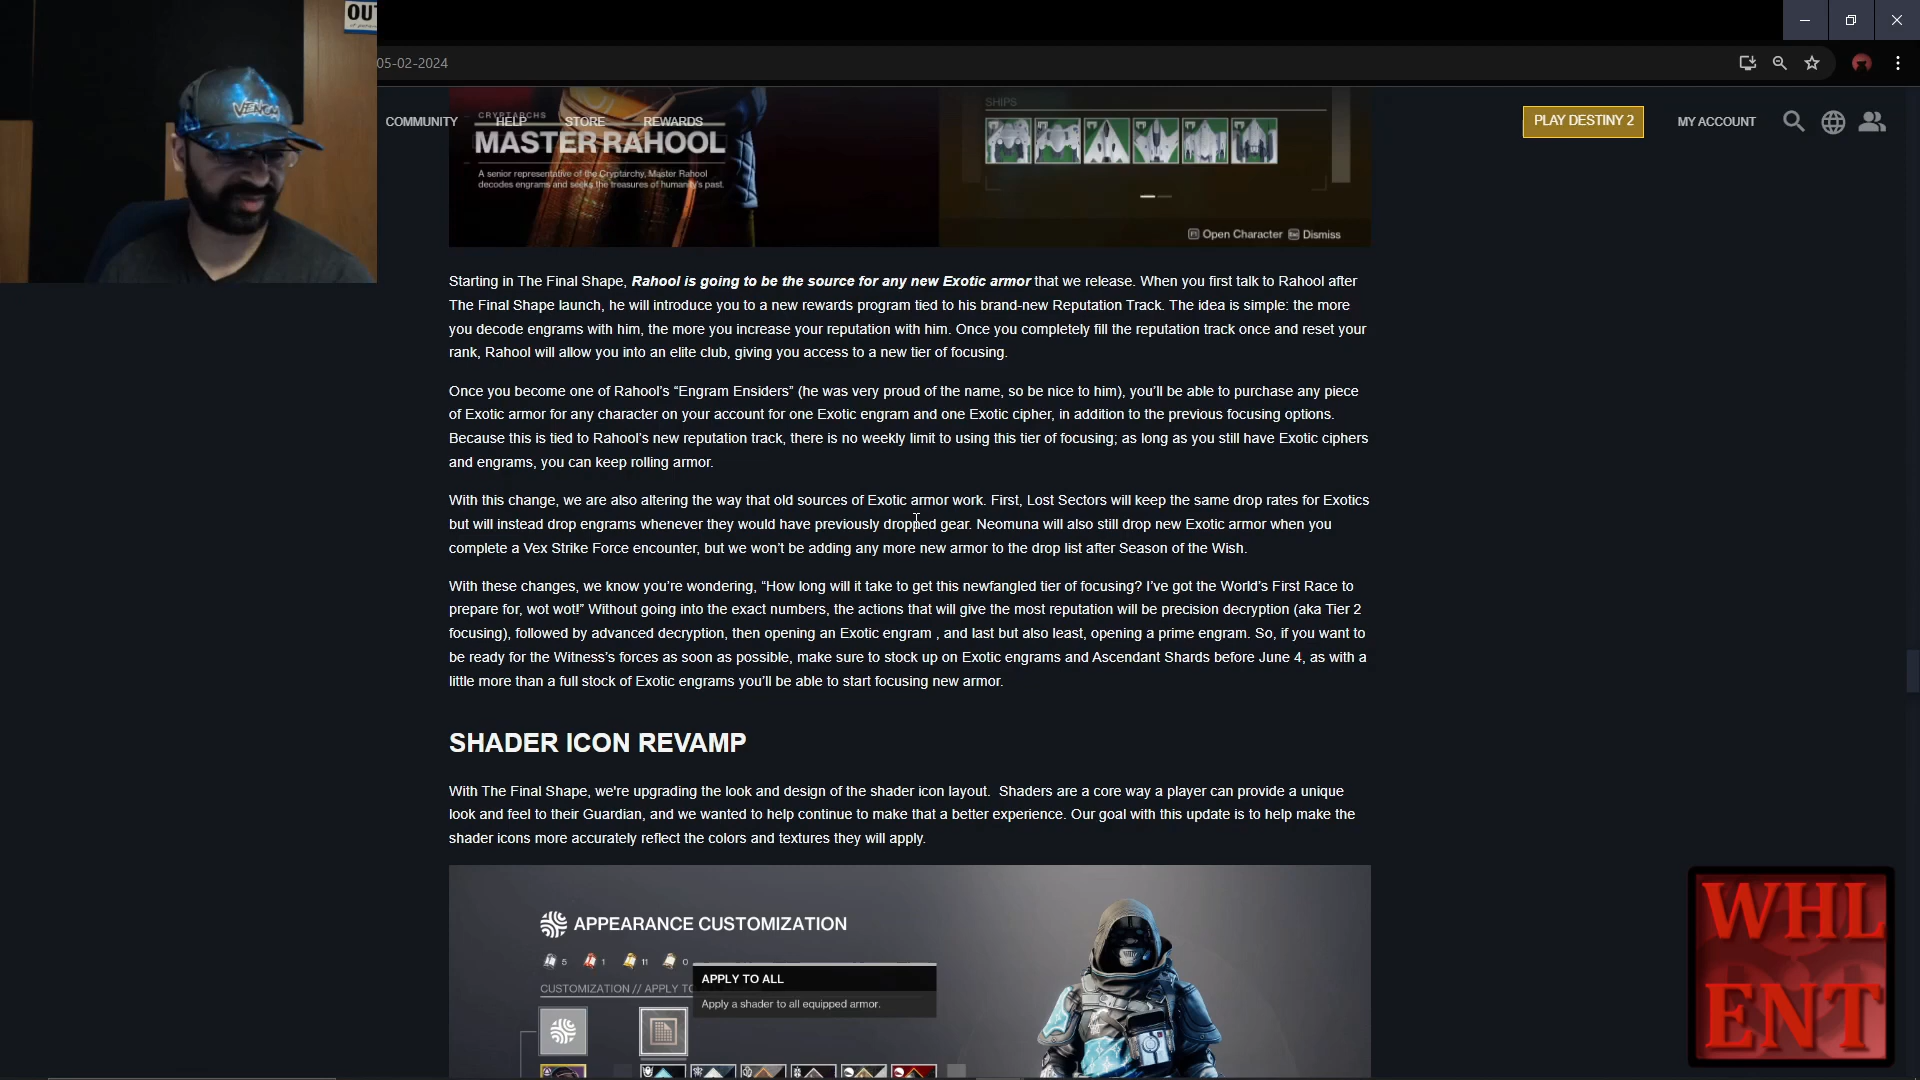 OUT
VENOM
05-02-2024
COMMUNITY HELP STORE REWARDS
PLAY DESTINY 2
MY ACCOUNT
CRYPTARCHS
MASTER RAHOOL
A senior representative of the Cryptarchy, Master Rahool
decodes engrams and seeks the treasures of humanity's past.
SHIPS
Open Character
Dismiss
Starting in The Final Shape, Rahool is going to be the source for any new Exotic armor that we release. When you first talk to Rahool after
The Final Shape launch, he will introduce you to a new rewards program tied to his brand-new Reputation Track. The idea is simple: the more
you decode engrams with him, the more you increase your reputation with him. Once you completely fill the reputation track once and reset your
rank, Rahool will allow you into an elite club, giving you access to a new tier of focusing.
Once you become one of Rahool’s “Engram Ensiders” (he was very proud of the name, so be nice to him), you’ll be able to purchase any piece
of Exotic armor for any character on your account for one Exotic engram and one Exotic cipher, in addition to the previous focusing options.
Because this is tied to Rahool’s new reputation track, there is no weekly limit to using this tier of focusing; as long as you still have Exotic ciphers
and engrams, you can keep rolling armor.
With this change, we are also altering the way that old sources of Exotic armor work. First, Lost Sectors will keep the same drop rates for Exotics
but will instead drop engrams whenever they would have previously dropped gear. Neomuna will also still drop new Exotic armor when you
complete a Vex Strike Force encounter, but we won’t be adding any more new armor to the drop list after Season of the Wish.
With these changes, we know you’re wondering, “How long will it take to get this newfangled tier of focusing? I’ve got the World’s First Race to
prepare for, wot wot!” Without going into the exact numbers, the actions that will give the most reputation will be precision decryption (aka Tier 2
focusing), followed by advanced decryption, then opening an Exotic engram , and last but also least, opening a prime engram. So, if you want to
be ready for the Witness’s forces as soon as possible, make sure to stock up on Exotic engrams and Ascendant Shards before June 4, as with a
little more than a full stock of Exotic engrams you’ll be able to start focusing new armor.
SHADER ICON REVAMP
With The Final Shape, we're upgrading the look and design of the shader icon layout. Shaders are a core way a player can provide a unique
look and feel to their Guardian, and we wanted to help continue to make that a better experience. Our goal with this update is to help make the
shader icons more accurately reflect the colors and textures they will apply.
APPEARANCE CUSTOMIZATION
5 1 11 0
CUSTOMIZATION // APPLY TO
APPLY TO ALL
Apply a shader to all equipped armor.
WHL
ENT